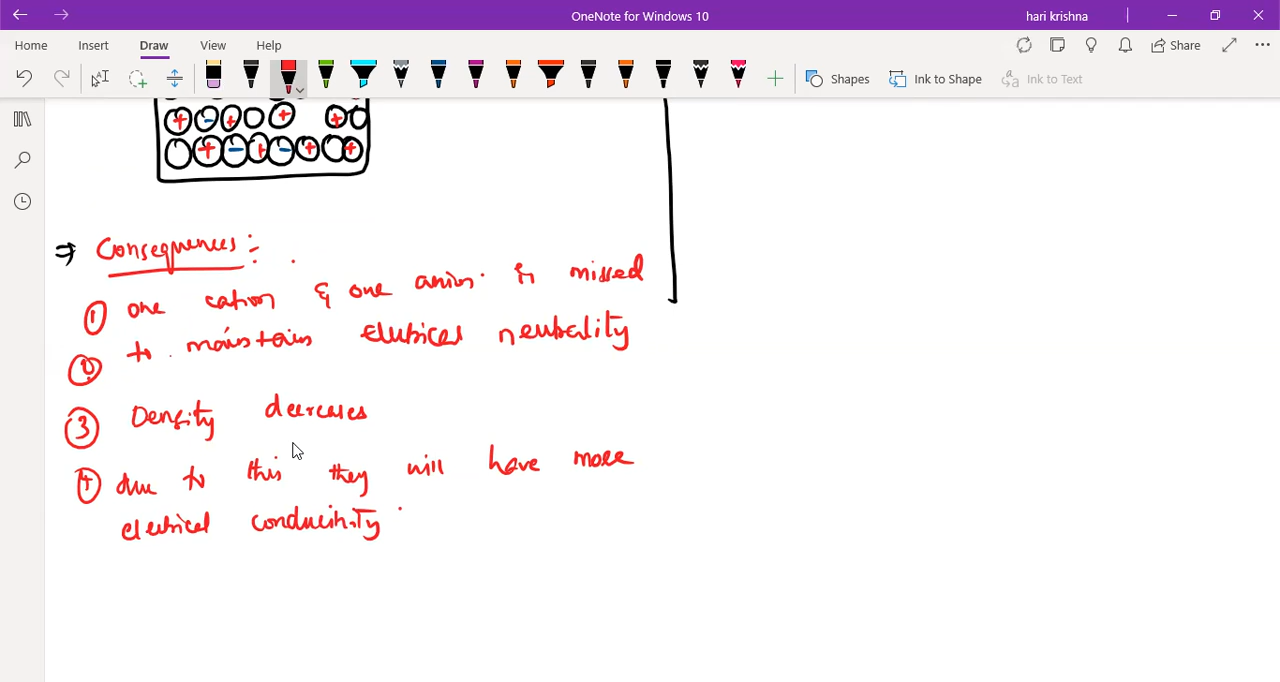 OneNote for Windows 10
hari krishna
Home Insert Draw View Help
Share
Shapes
Ink to Shape
Ink to Text
+ - + + +
+ - + - + +
⇒ Consequences :
① one cation & one anion is missed
② to maintain electrical neutrality
③ Density decreases
④ due to this they will have more
electrical conductivity.